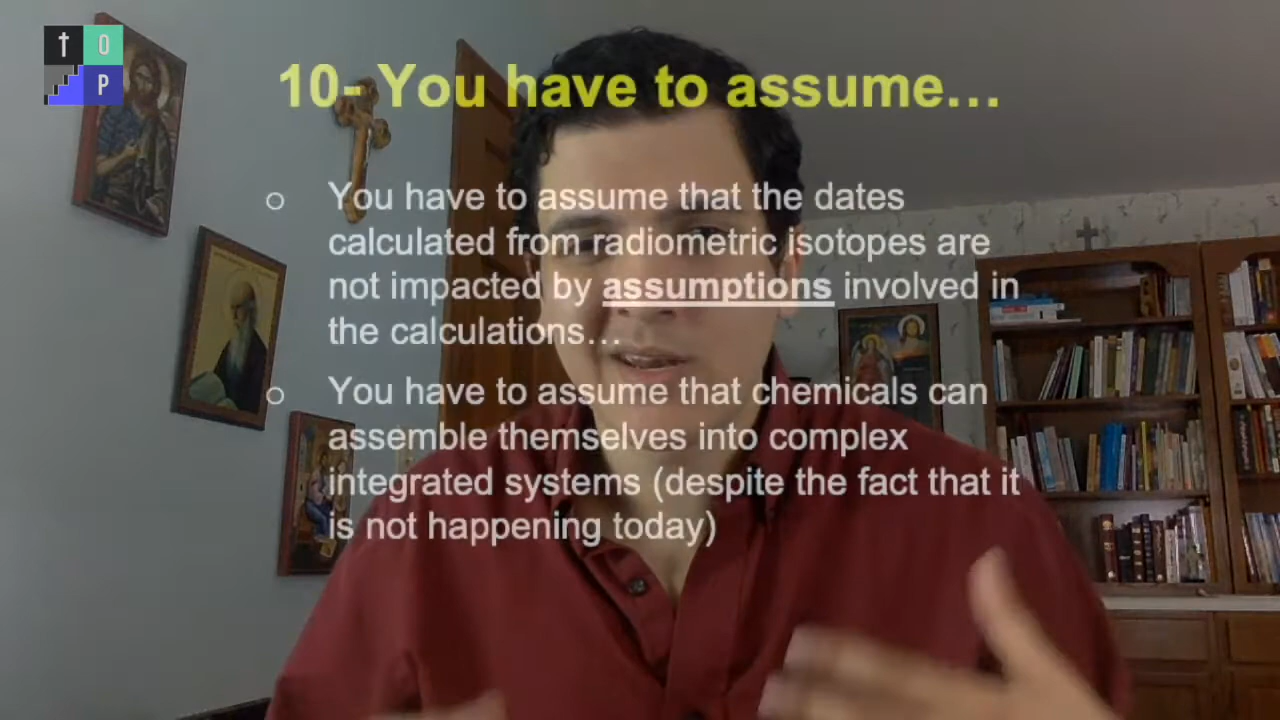 † O
P
10- You have to assume…
o You have to assume that the dates
calculated from radiometric isotopes are
not impacted by assumptions involved in
the calculations…
o You have to assume that chemicals can
assemble themselves into complex
integrated systems (despite the fact that it
is not happening today)